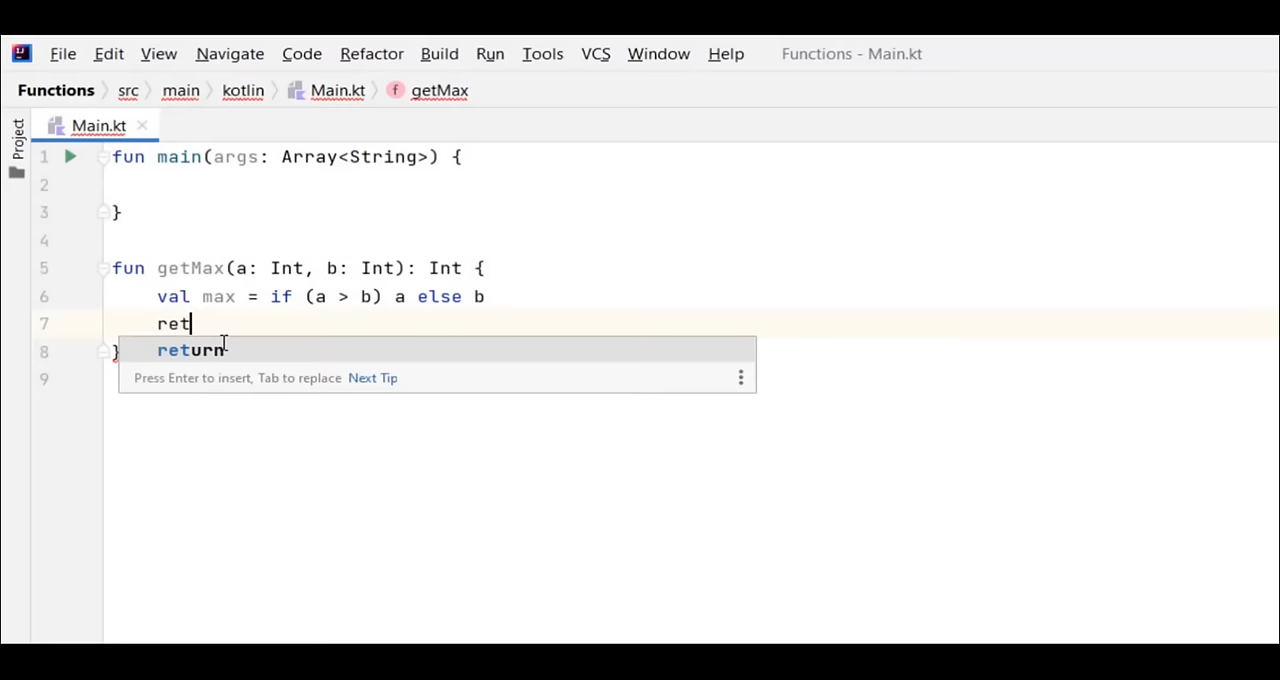 File Edit View Navigate Code Refactor Build Run Tools VCS Window Help Functions - Main.kt
Functions src main kotlin Main.kt f getMax
Project
Main.kt
1 fun main(args: Array<String>) {
2
3 }
4
5 fun getMax(a: Int, b: Int): Int {
6 val max = if (a > b) a else b
7 ret
8 }
return
Press Enter to insert, Tab to replace Next Tip
9